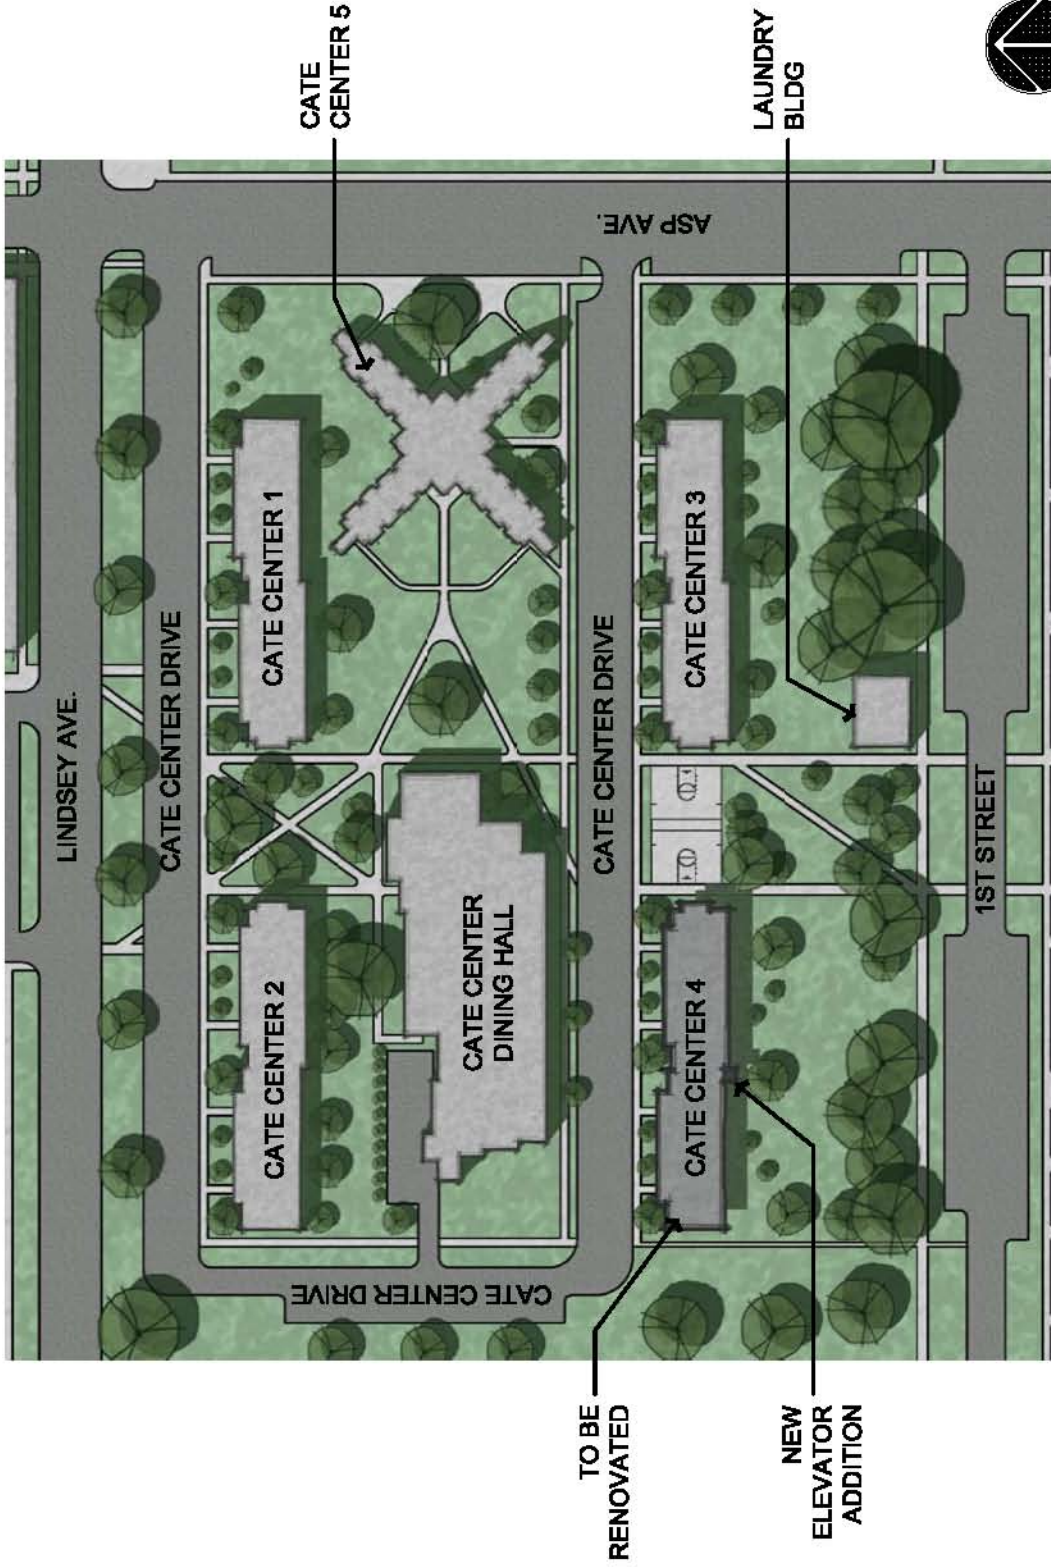 LINDSEY AVE.
CATE CENTER DRIVE
CATE CENTER 2
CATE CENTER 1
CATE
CENTER 5
CATE CENTER
DINING HALL
CATE CENTER DRIVE
ASP AVE.
CATE CENTER DRIVE
TO BE
RENOVATED
CATE CENTER 4
CATE CENTER 3
LAUNDRY
BLDG
NEW
ELEVATOR
ADDITION
1ST STREET